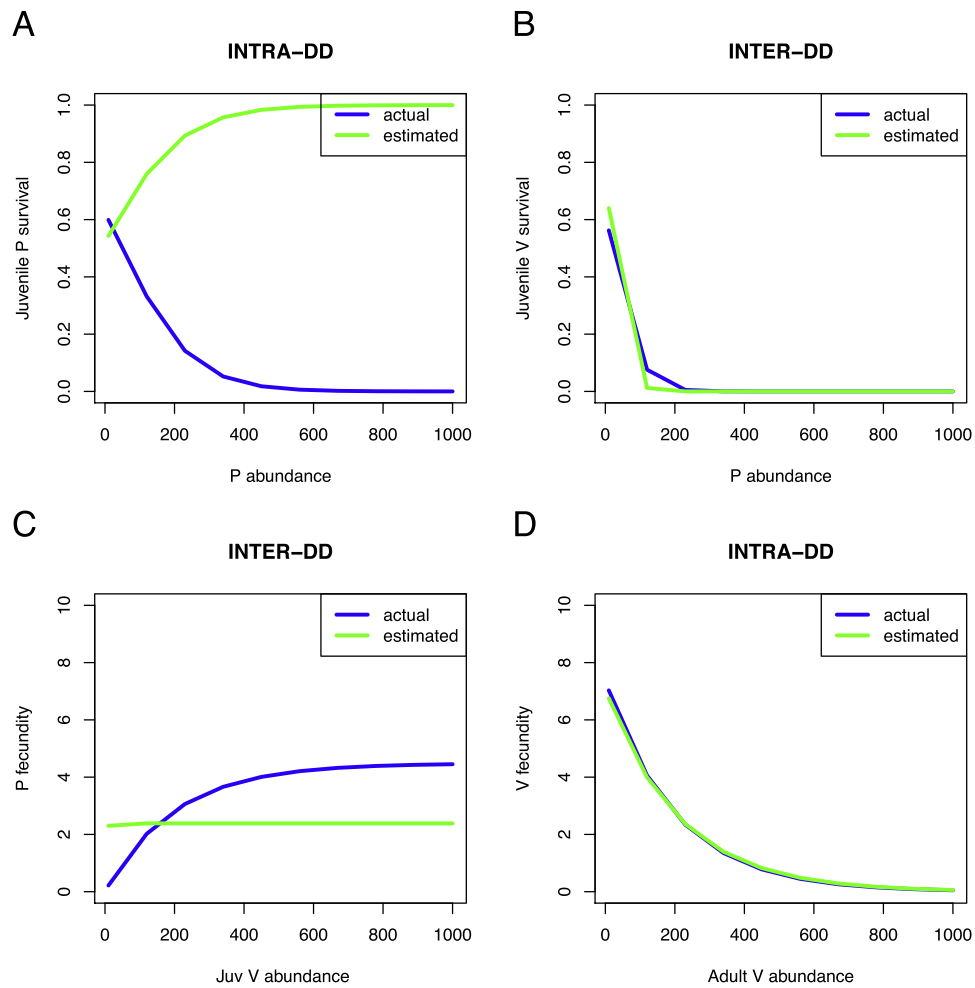 A
INTRA–DD
Juvenile P survival
1.0
0.8
0.6
0.4
0.2
0.0
actual
estimated
0 200 400 600 800 1000
P abundance
B
INTER–DD
Juvenile V survival
1.0
0.8
0.6
0.4
0.2
0.0
actual
estimated
0 200 400 600 800 1000
P abundance
C
INTER–DD
P fecundity
10
8
6
4
2
0
actual
estimated
0 200 400 600 800 1000
Juv V abundance
D
INTRA–DD
V fecundity
10
8
6
4
2
0
actual
estimated
0 200 400 600 800 1000
Adult V abundance